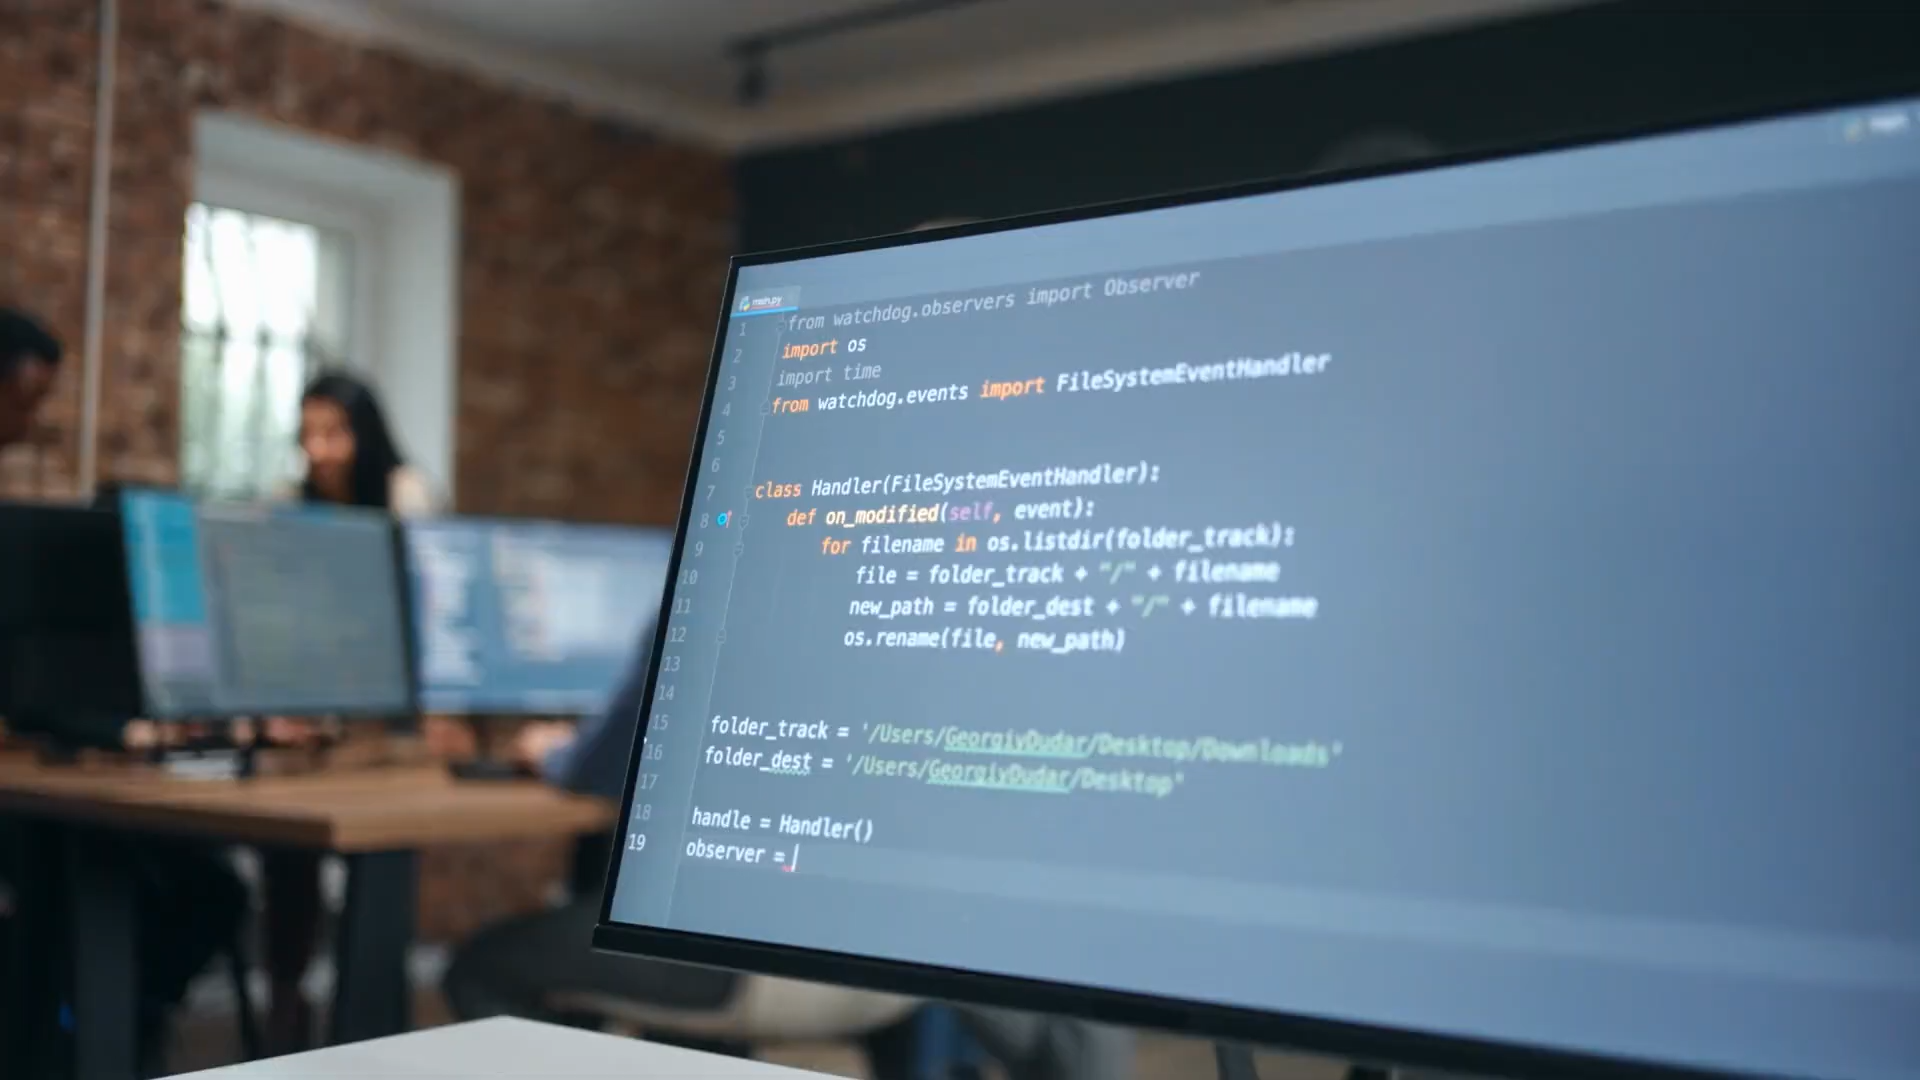 main.py
1 from watchdog.observers import Observer
2 import os
3 import time
4 from watchdog.events import import FileSystemEventHandler
5
6
7 class Handler(FileSystemEventHandler):
8 def on_modified(self, event):
9 for filename in os.listdir(folder_track):
10 file = folder_track + "/" + filename
11 new_path = folder_dest + "/" + filename
12 os.rename(file, new_path)
13
14
15 folder_track = '/Users/GeorgiyDudar/Desktop/Downloads'
16 folder_dest = '/Users/GeorgiyDudar/Desktop'
17
18 handle = Handler()
19 observer =